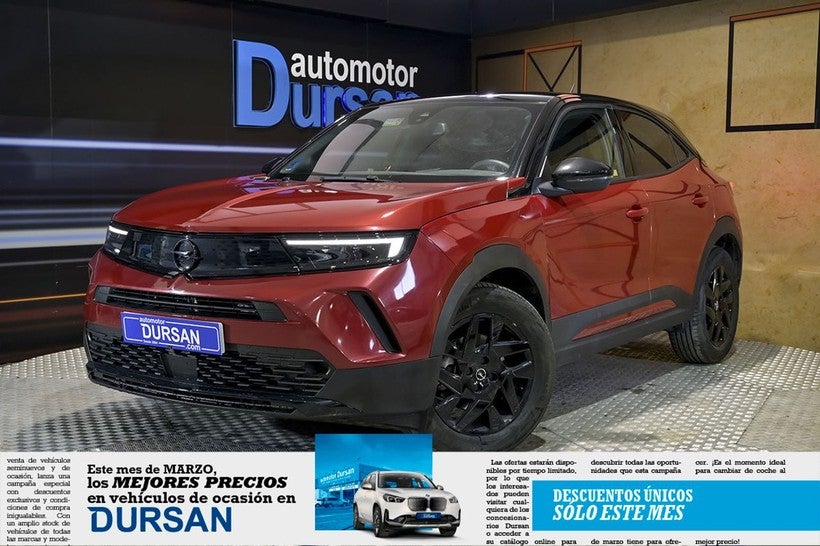 automotor
Dursan
automotor
DURSAN
.com
venta de vehículos
seminuevos y de
ocasión, lanza una
campaña especial
con descuentos
exclusivos y condi-
ciones de compra
inigualables. Con
un amplio stock de
vehículos de todas
las marcas y mode-
Este mes de MARZO,
los MEJORES PRECIOS
en vehículos de ocasión en
DURSAN
automotor Dursan
Las ofertas estarán dispo-
nibles por tiempo limitado,
por lo que
los interesa-
dos pueden
visitar cual-
quiera de los
concesiona-
rios Dursan
o acceder a
su catálogo online para
descubrir todas las oportu-
nidades que esta campaña
de marzo tiene para ofre-
cer. ¡Es el momento ideal
para cambiar de coche al
mejor precio!
DESCUENTOS ÚNICOS
SÓLO ESTE MES